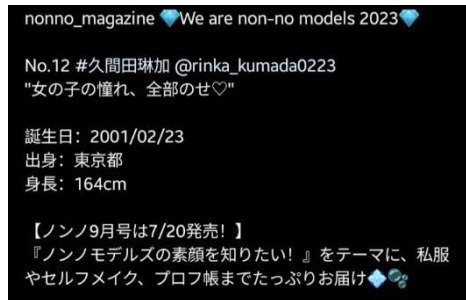 nonno_magazine 💎We are non-no models 2023💎
No.12 #久間田琳加 @rinka_kumada0223
"女の子の憧れ、全部のせ♡"
誕生日：2001/02/23
出身：東京都
身長：164cm
【ノンノ9月号は7/20発売！】
『ノンノモデルズの素顔を知りたい！』をテーマに、私服
やセルフメイク、プロフ帳までたっぷりお届け💠🫧